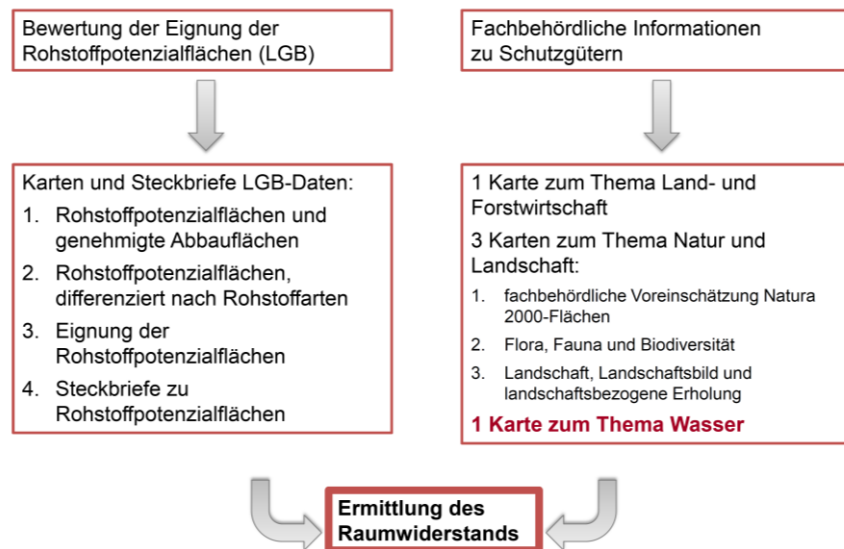 Bewertung der Eignung der
Rohstoffpotenzialflächen (LGB)
Fachbehördliche Informationen
zu Schutzgütern
Karten und Steckbriefe LGB-Daten:
1. Rohstoffpotenzialflächen und
genehmigte Abbauflächen
2. Rohstoffpotenzialflächen,
differenziert nach Rohstoffarten
3. Eignung der
Rohstoffpotenzialflächen
4. Steckbriefe zu
Rohstoffpotenzialflächen
1 Karte zum Thema Land- und
Forstwirtschaft
3 Karten zum Thema Natur und
Landschaft:
1. fachbehördliche Voreinschätzung Natura
2000-Flächen
2. Flora, Fauna und Biodiversität
3. Landschaft, Landschaftsbild und
landschaftsbezogene Erholung
1 Karte zum Thema Wasser
Ermittlung des
Raumwiderstands